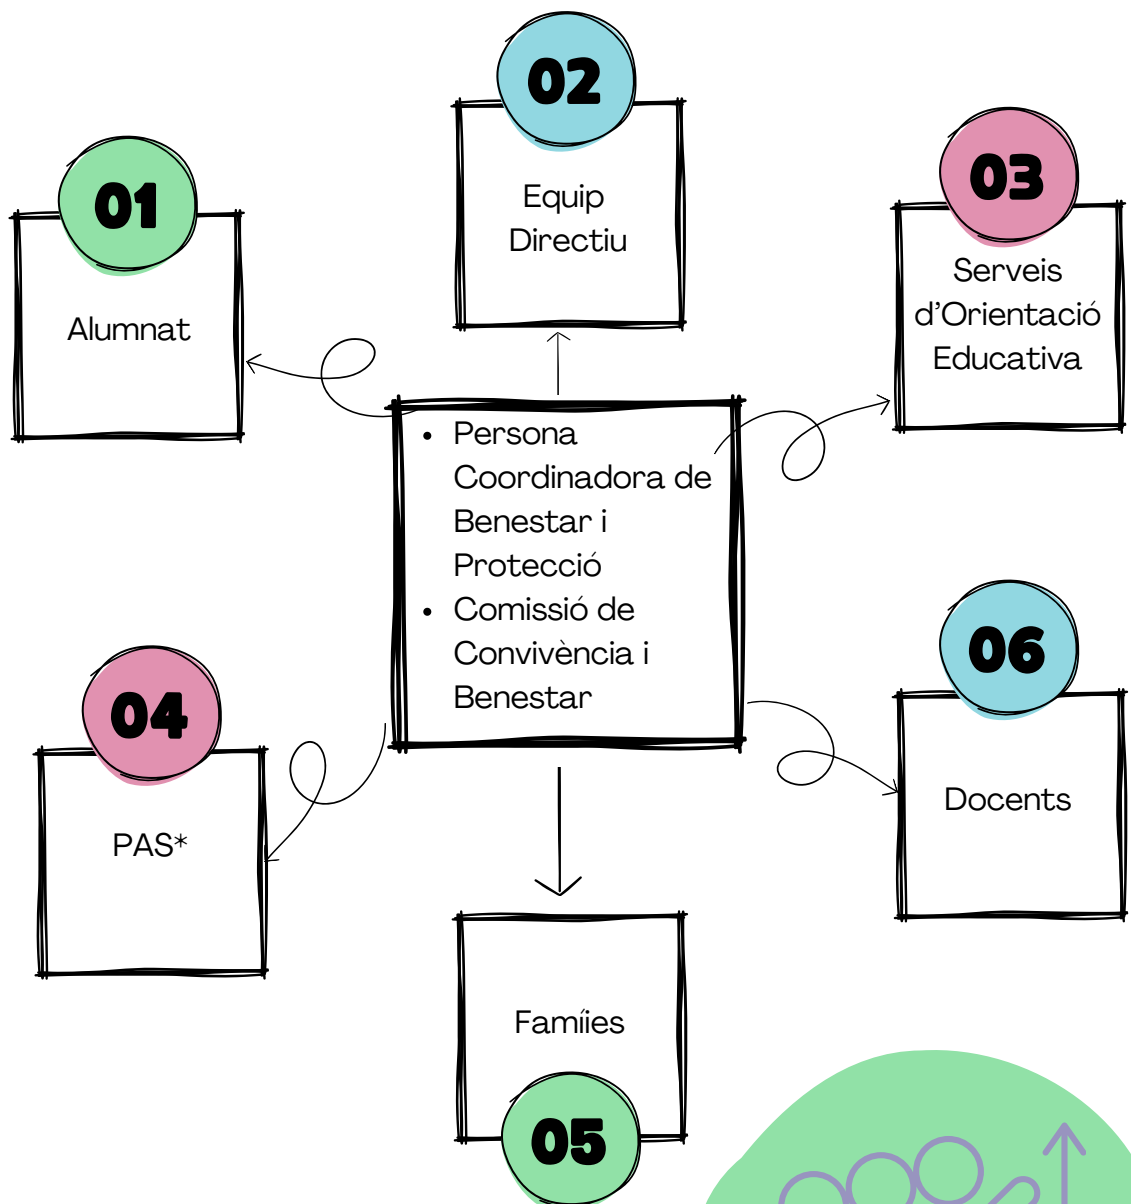 01
Alumnat
02
Equip
Directiu
03
Serveis
d'Orientació
Educativa
• Persona
Coordinadora de
Benestar i
Protecció
• Comissió de
Convivència i
Benestar
04
PAS*
06
Docents
Famíies
05